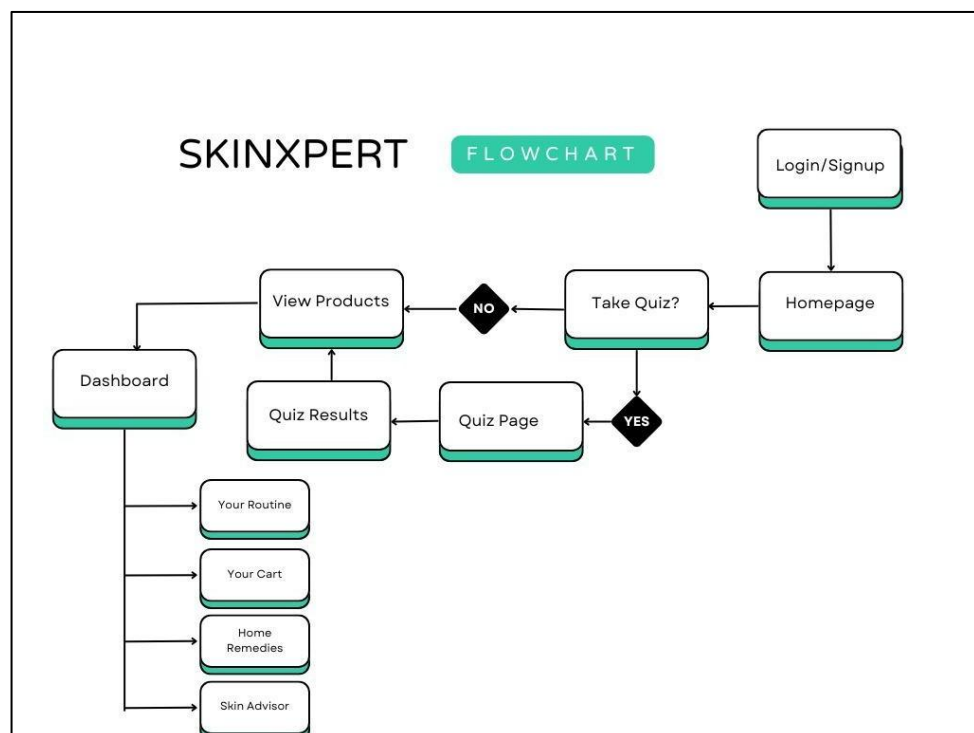 SKINXPERT
FLOWCHART
Login/Signup
View Products
NO
Take Quiz?
Homepage
Dashboard
Quiz Results
Quiz Page
YES
Your Routine
Your Cart
Home
Remedies
Skin Advisor